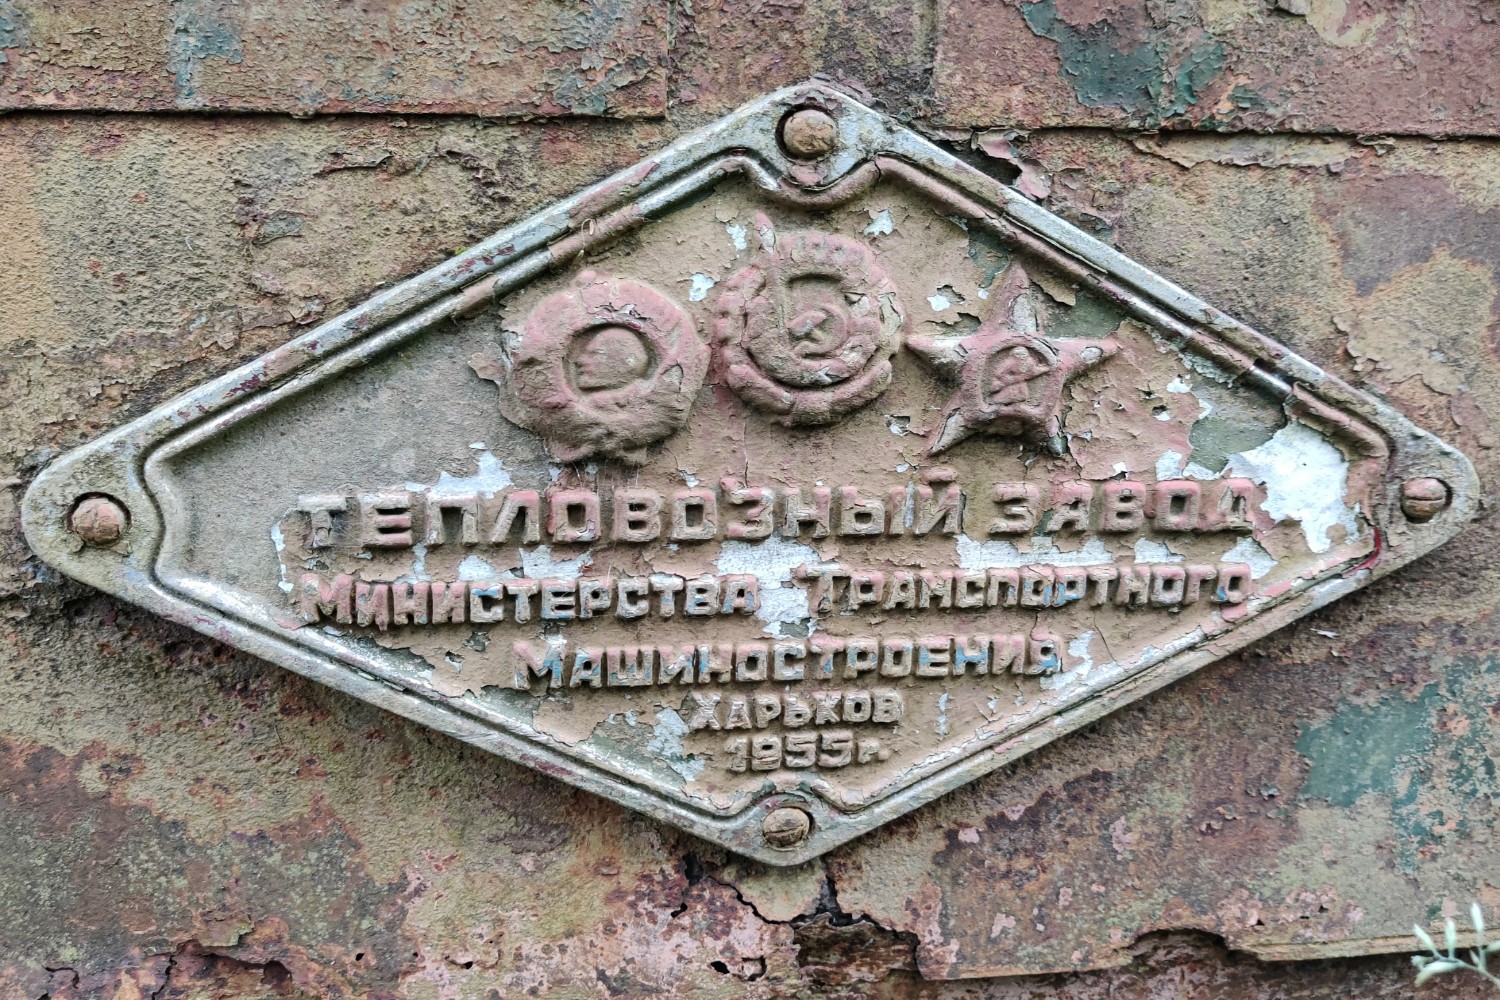 ТЕПЛОВОЗНЫЙ ЗАВОД
МИНИСТЕРСТВА ТРАНСПОРТНОГО
МАШИНОСТРОЕНИЯ
ХАРЬКОВ
1955г.